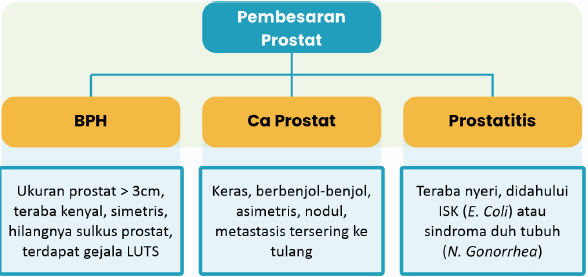 Pembesaran
Prostat
BPH
Ukuran prostat > 3cm,
teraba kenyal, simetris,
hilangnya sulkus prostat,
terdapat gejala LUTS
Ca Prostat
Keras, berbenjol-benjol,
asimetris, nodul,
metastasis tersering ke
tulang
Prostatitis
Teraba nyeri, didahului
ISK (E. Coli) atau
sindroma duh tubuh
(N. Gonorrhea)